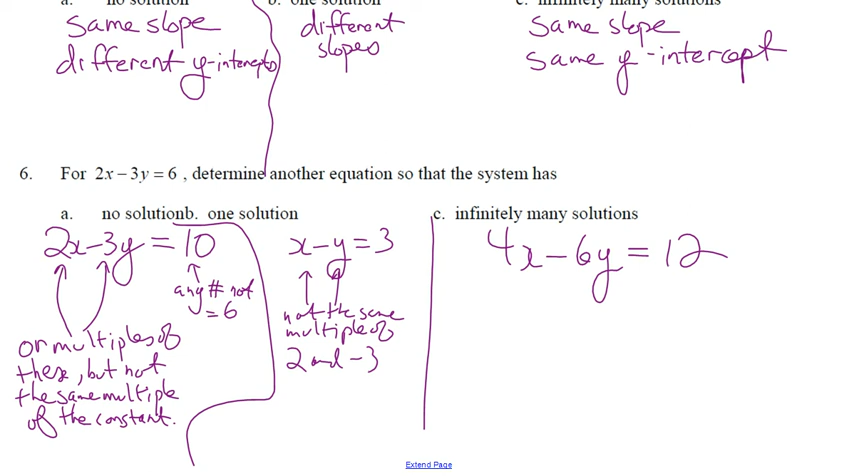 a. no solution
same slope
different y-intercepts
b. one solution
different
slopes
c. infinitely many solutions
same slope
same y-intercept
6. For 2x − 3y = 6 , determine another equation so that the system has
a. no solutionb. one solution
2x − 3y = 10
any # not
= 6
or multiples of
these, but not
the same multiple
of the constant.
x − y = 3
not the same
multiple of
2 and −3
c. infinitely many solutions
4x − 6y = 12
Extend Page